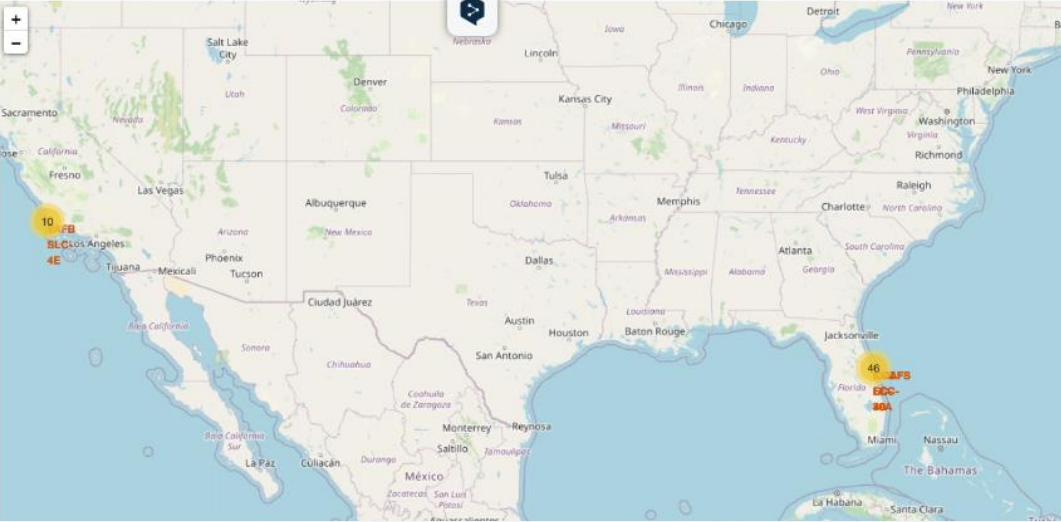 +
−
Detroit
New York
Chicago
Iowa
Salt Lake
City
Nebraska
Lincoln
Pennsylvania
New York
Denver
Ohio
Utah
Illinois
Indiana
Philadelphia
Kansas City
Colorado
Sacramento
Nevada
West Virginia
Washington
Kansas
Missouri
Virginia
Kentucky
ose
California
Richmond
Fresno
Tulsa
Las Vegas
Raleigh
Tennessee
Albuquerque
Oklahoma
Memphis
Charlotte
North Carolina
10
Arkansas
AFB
Arizona
New Mexico
SLC-
Los Angeles
South Carolina
Atlanta
4E
Phoenix
Dallas
Tijuana
Mexicali
Tucson
Mississippi
Alabama
Georgia
Ciudad Juárez
Texas
Louisiana
Austin
Baja California
Houston
Baton Rouge
Jacksonville
Sonora
San Antonio
Chihuahua
46
AFS
Florida
Coahuila
de Zaragoza
Monterrey
Reynosa
Baja California
Sur
Miami
Nassau
Saltillo
Tamaulipas
La Paz
Culiacán
Durango
The Bahamas
México
Zacatecas
San Luis
Potosí
La Habana
Santa Clara
Aguascalientes